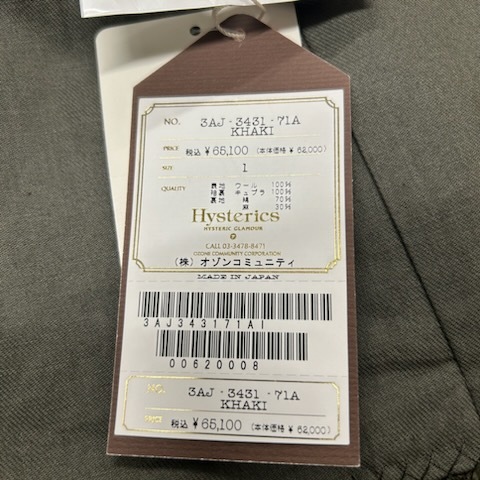 NO. 3AJ - 3431 - 71A
KHAKI
PRICE 税込 ¥65,100 (本体価格 ¥ 62,000)
SIZE 1
QUALITY 表地 ウール 100%
袖裏 キュプラ 100%
裏地 綿 70%
麻 30%
Hysterics
BY
HYSTERIC GLAMOUR
P
CALL 03-3478-8471
OZONE COMMUNITY CORPORATION
(株) オゾンコミュニティ
MADE IN JAPAN
3AJ343171A1
00620008
NO. 3AJ - 3431 - 71A
KHAKI
PRICE 税込 ¥65,100 (本体価格 ¥ 62,000)